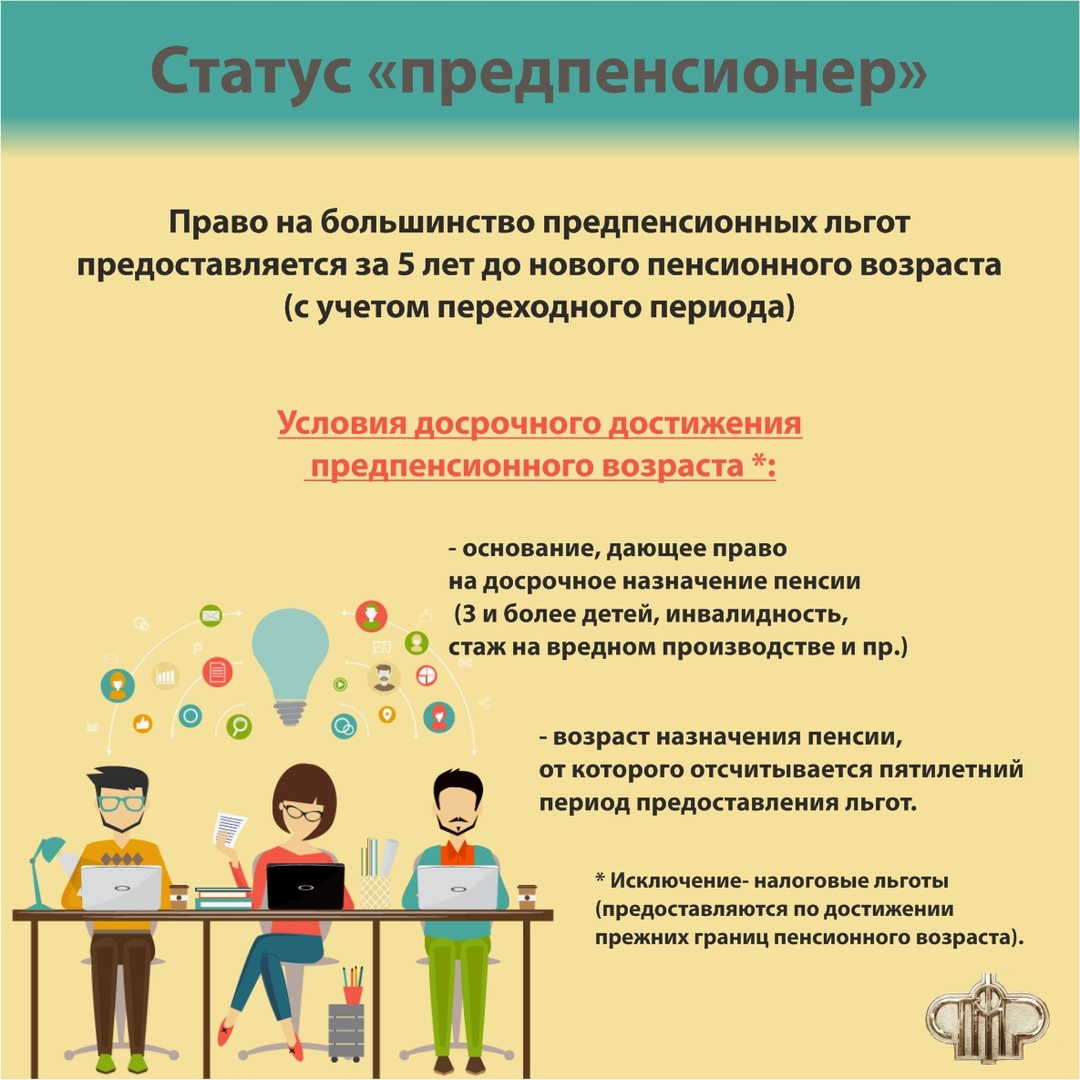 Статус «предпенсионер»
Право на большинство предпенсионных льгот
предоставляется за 5 лет до нового пенсионного возраста
(с учетом переходного периода)
Условия досрочного достижения
предпенсионного возраста *:
- основание, дающее право
на досрочное назначение пенсии
(3 и более детей, инвалидность,
стаж на вредном производстве и пр.)
- возраст назначения пенсии,
от которого отсчитывается пятилетний
период предоставления льгот.
* Исключение- налоговые льготы
(предоставляются по достижении
прежних границ пенсионного возраста).